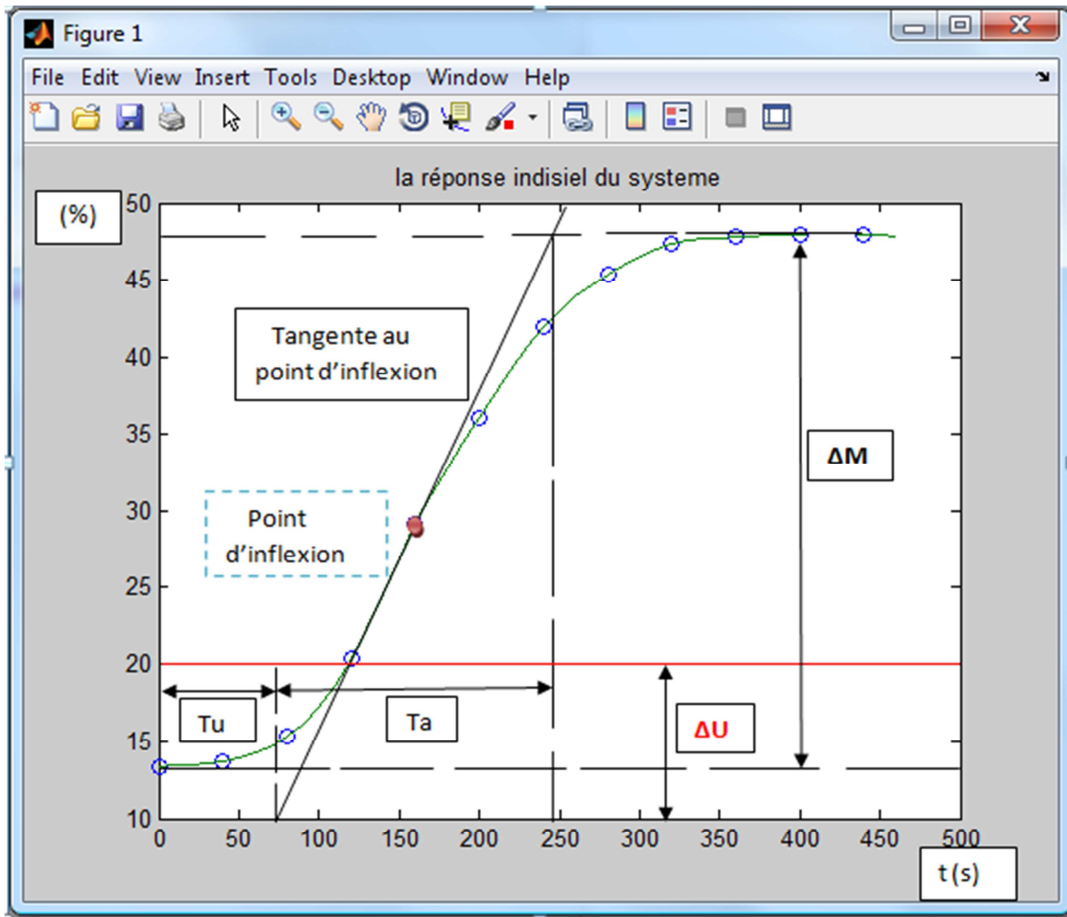 Figure 1
File Edit View Insert Tools Desktop Window Help
la réponse indisiel du systeme
(%)
50
45
40
35
30
25
20
15
10
Tangente au
point d'inflexion
Point
d'inflexion
ΔM
Tu
Ta
ΔU
0 50 100 150 200 250 300 350 400 450 500
t (s)